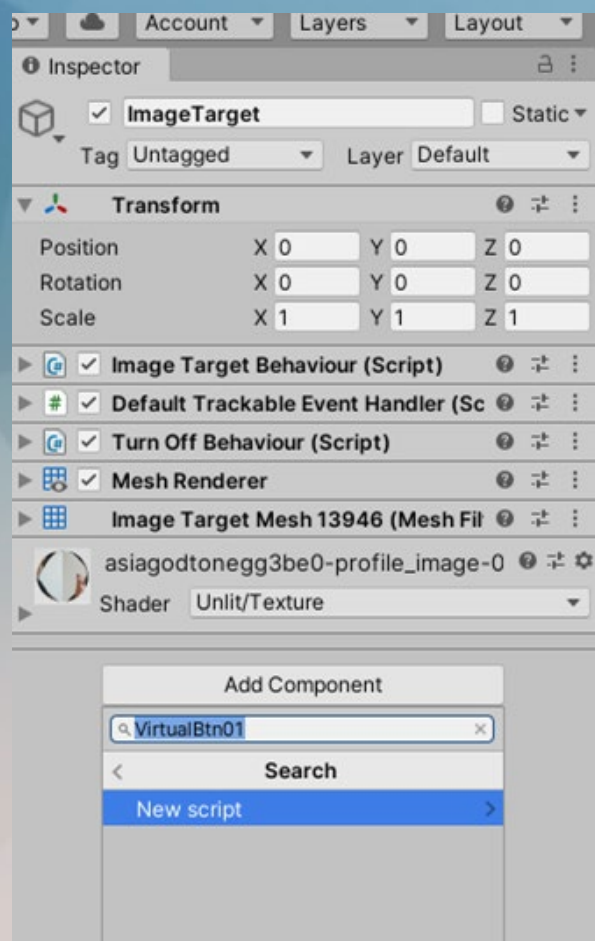 Account Layers Layout
Inspector
ImageTarget Static
Tag Untagged Layer Default
Transform
Position X 0 Y 0 Z 0
Rotation X 0 Y 0 Z 0
Scale X 1 Y 1 Z 1
Image Target Behaviour (Script)
# Default Trackable Event Handler (Sc
Turn Off Behaviour (Script)
Mesh Renderer
Image Target Mesh 13946 (Mesh Fil
asiagodtonegg3be0-profile_image-0
Shader Unlit/Texture
Add Component
VirtualBtn01
Search
New script